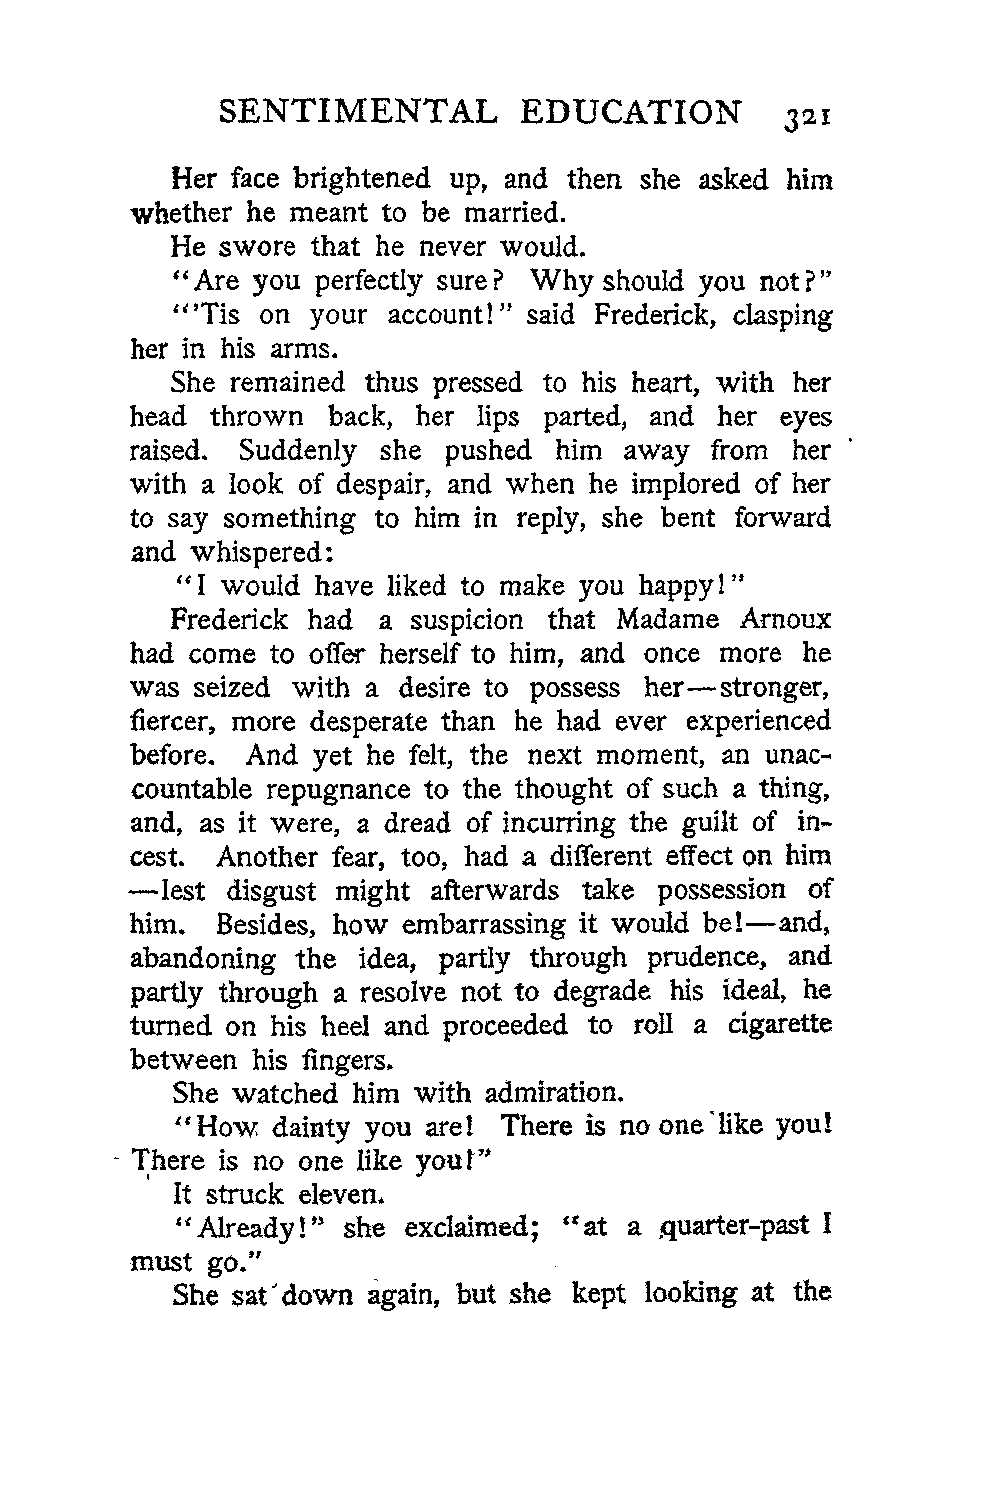 SENTIMENTAL EDUCATION 321
Her face brightened up, and then she asked him
whether he meant to be married.
He swore that he never would.
"Are you perfectly sure? Why should you not?"
"'Tis on your account!" said Frederick, clasping
her in his arms.
She remained thus pressed to his heart, with her
head thrown back, her lips parted, and her eyes
raised. Suddenly she pushed him away from her
with a look of despair, and when he implored of her
to say something to him in reply, she bent forward
and whispered:
"I would have liked to make you happy!"
Frederick had a suspicion that Madame Arnoux
had come to offer herself to him, and once more he
was seized with a desire to possess her—stronger,
fiercer, more desperate than he had ever experienced
before. And yet he felt, the next moment, an unac-
countable repugnance to the thought of such a thing,
and, as it were, a dread of incurring the guilt of in-
cest. Another fear, too, had a different effect on him
—lest disgust might afterwards take possession of
him. Besides, how embarrassing it would be!—and,
abandoning the idea, partly through prudence, and
partly through a resolve not to degrade his ideal, he
turned on his heel and proceeded to roll a cigarette
between his fingers.
She watched him with admiration.
"How dainty you are! There is no one like you!
There is no one like you!"
It struck eleven.
"Already!" she exclaimed; "at a quarter-past I
must go."
She sat down again, but she kept looking at the